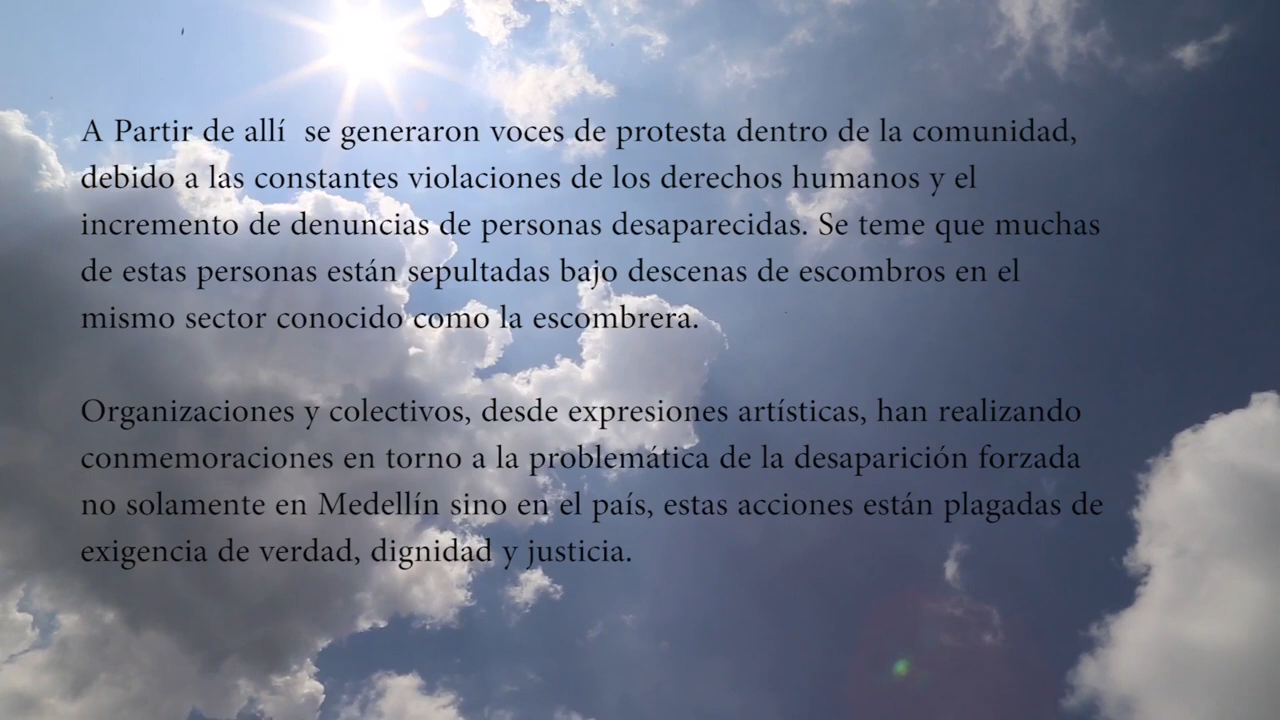 A Partir de allí  se generaron voces de protesta dentro de la comunidad,
debido a las constantes violaciones de los derechos humanos y el
incremento de denuncias de personas desaparecidas. Se teme que muchas
de estas personas están sepultadas bajo descenas de escombros en el
mismo sector conocido como la escombrera.
Organizaciones y colectivos, desde expresiones artísticas, han realizando
conmemoraciones en torno a la problemática de la desaparición forzada
no solamente en Medellín sino en el país, estas acciones están plagadas de
exigencia de verdad, dignidad y justicia.